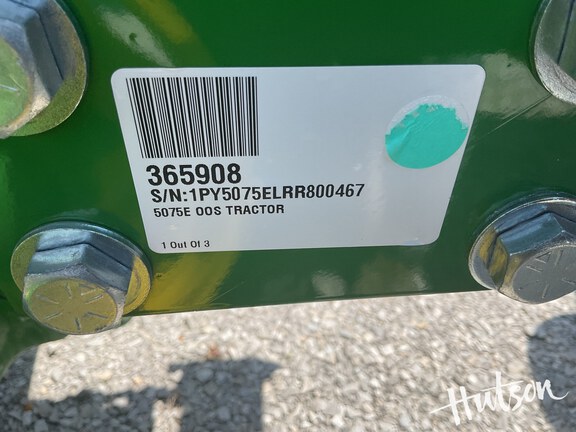 365908
S/N:1PY5075ELRR800467
5075E OOS TRACTOR
1 Out Of 3
Hutson